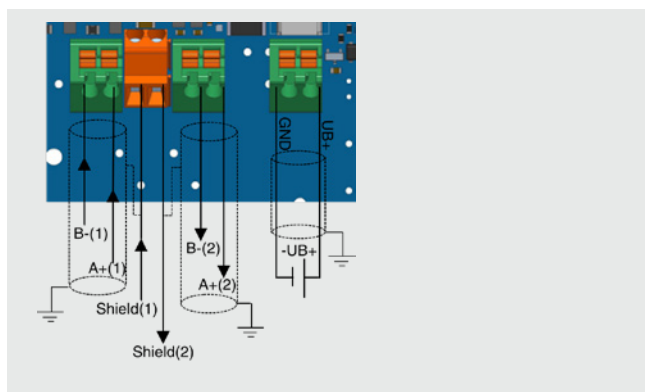 GND
UB+
B-(1)
A+(1)
Shield(1)
Shield(2)
B-(2)
A+(2)
-UB+